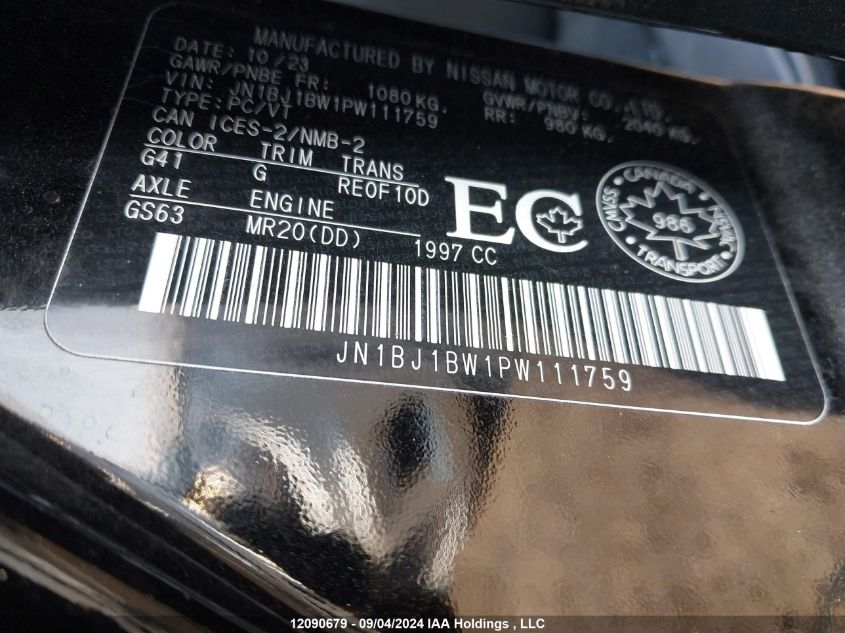 MANUFACTURED BY NISSAN MOTOR CO., LTD.
DATE: 10/23
GAWR/PNBE FR: 1080 KG. GVWR/PNBV: 2040 KG.
VIN: JN1BJ1BW1PW111759 RR: 980 KG.
TYPE: PC/VT
CAN ICES-2/NMB-2
COLOR TRIM TRANS
G41 G RE0F10D
AXLE ENGINE
GS63 MR20(DD) 1997 CC
EC
CANADA
CMVSS NSVAC
986
TRANSPORT
JN1BJ1BW1PW111759
12090679 - 09/04/2024 IAA Holdings , LLC